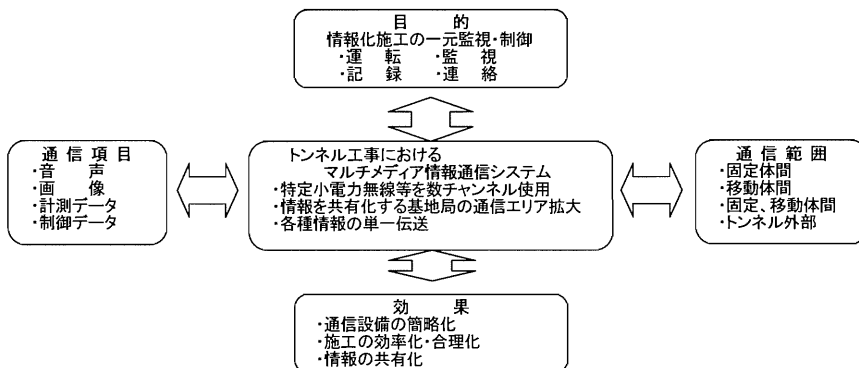 目 的
情報化施工の一元監視・制御
・運 転 ・監 視
・記 録 ・連 絡
通 信 項 目
・音 声
・画 像
・計測データ
・制御データ
トンネル工事における
マルチメディア情報通信システム
・特定小電力無線等を数チャンネル使用
・情報を共有化する基地局の通信エリア拡大
・各種情報の単一伝送
通 信 範 囲
・固定体間
・移動体間
・固定、移動体間
・トンネル外部
効 果
・通信設備の簡略化
・施工の効率化・合理化
・情報の共有化